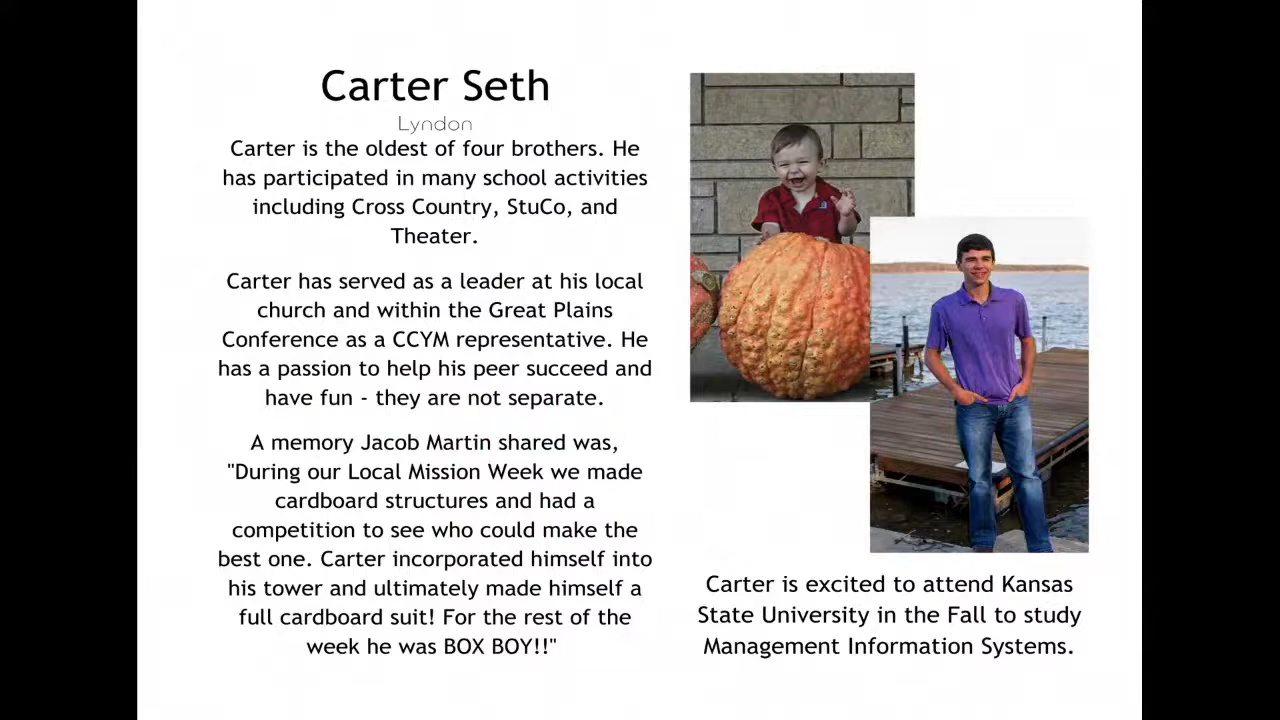 Carter Seth
Lyndon
Carter is the oldest of four brothers. He
has participated in many school activities
including Cross Country, StuCo, and
Theater.
Carter has served as a leader at his local
church and within the Great Plains
Conference as a CCYM representative. He
has a passion to help his peer succeed and
have fun - they are not separate.
A memory Jacob Martin shared was,
"During our Local Mission Week we made
cardboard structures and had a
competition to see who could make the
best one. Carter incorporated himself into
his tower and ultimately made himself a
full cardboard suit! For the rest of the
week he was BOX BOY!!"
Carter is excited to attend Kansas
State University in the Fall to study
Management Information Systems.